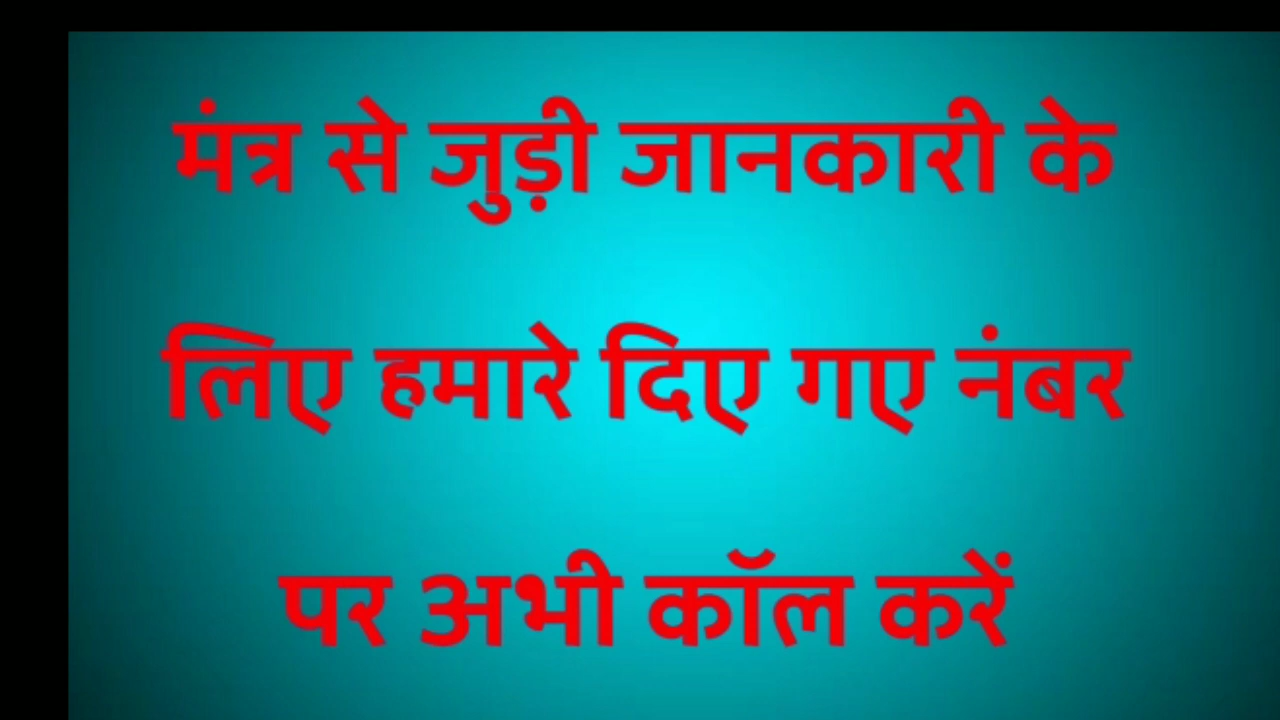 मंत्र से जुड़ी जानकारी के
लिए हमारे दिए गए नंबर
पर अभी कॉल करें